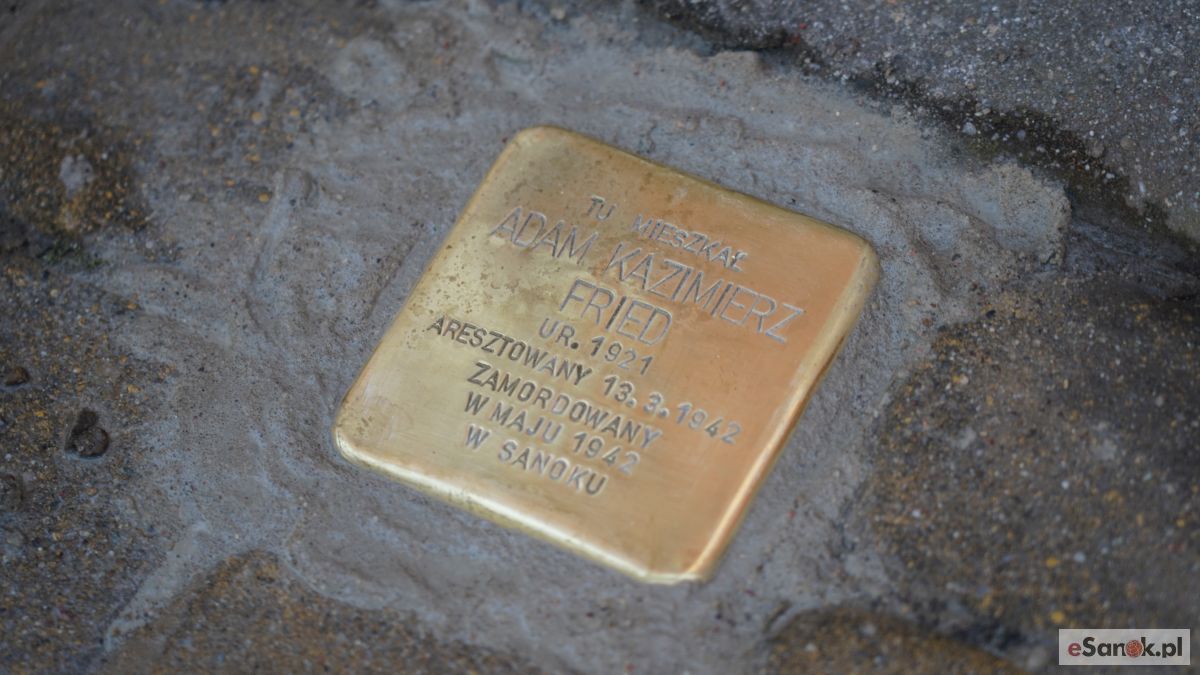 TU MIESZKAŁ
ADAM KAZIMIERZ
FRIED
UR. 1921
ARESZTOWANY 13.3.1942
ZAMORDOWANY
W MAJU 1942
W SANOKU
eSanok.pl